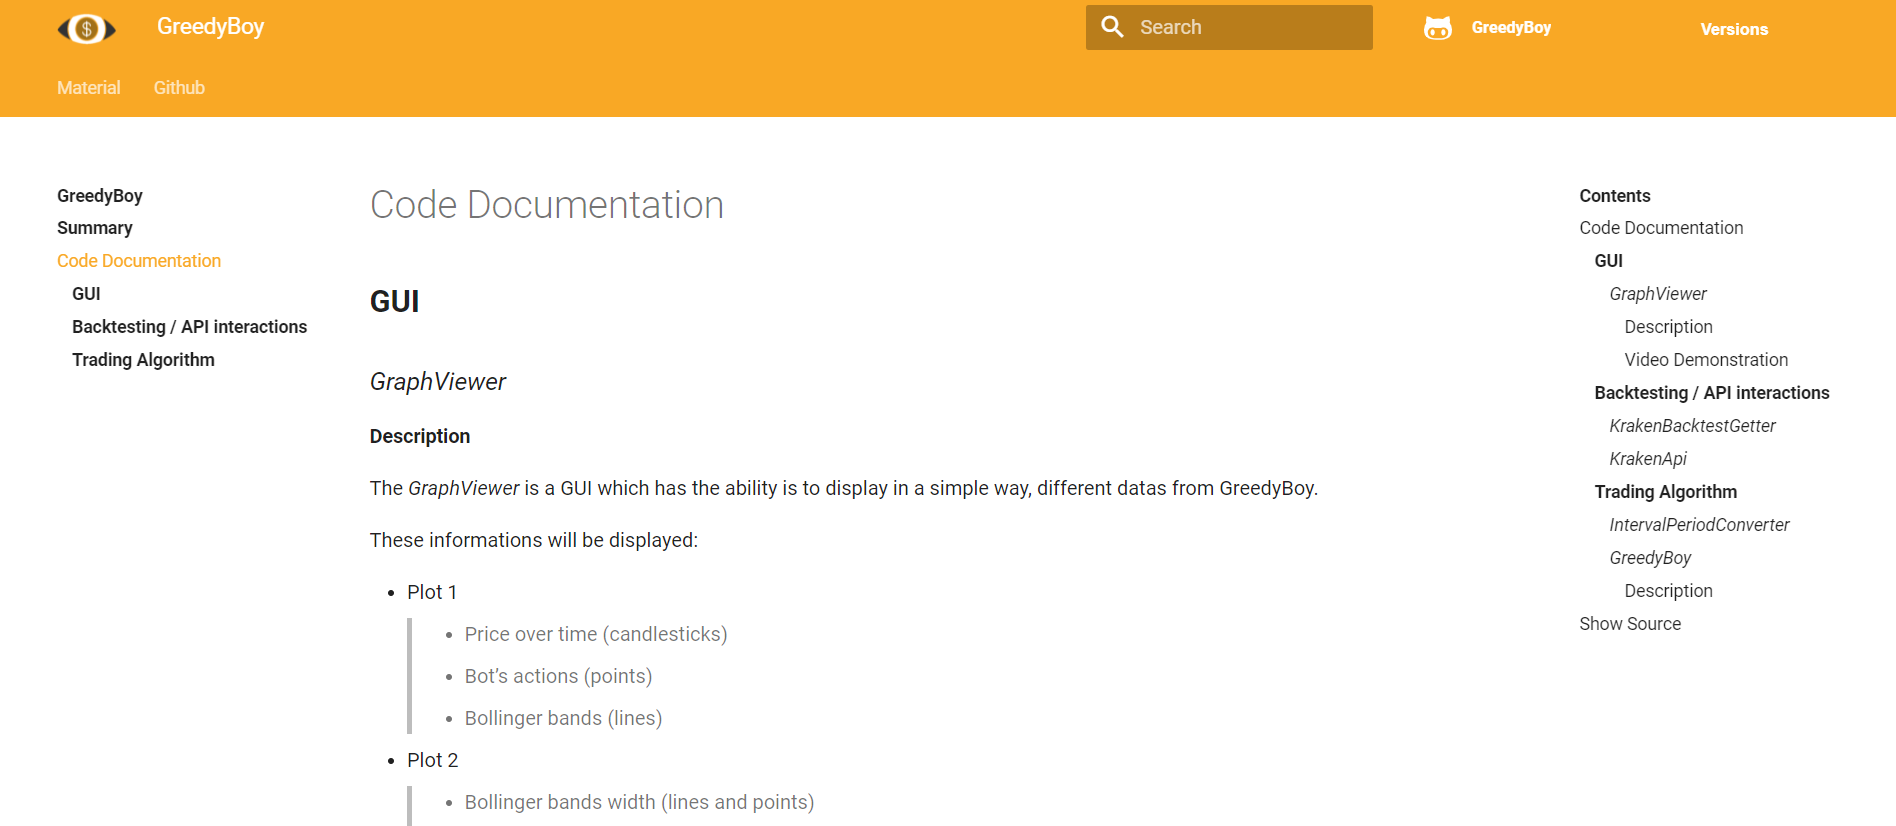 $
GreedyBoy
Search
GreedyBoy
Versions
Material
Github
GreedyBoy
Summary
Code Documentation
GUI
Backtesting / API interactions
Trading Algorithm
Code Documentation
GUI
GraphViewer
Description
The GraphViewer is a GUI which has the ability is to display in a simple way, different datas from GreedyBoy.
These informations will be displayed:
• Plot 1
• Price over time (candlesticks)
• Bot’s actions (points)
• Bollinger bands (lines)
• Plot 2
• Bollinger bands width (lines and points)
Contents
Code Documentation
GUI
GraphViewer
Description
Video Demonstration
Backtesting / API interactions
KrakenBacktestGetter
KrakenApi
Trading Algorithm
IntervalPeriodConverter
GreedyBoy
Description
Show Source